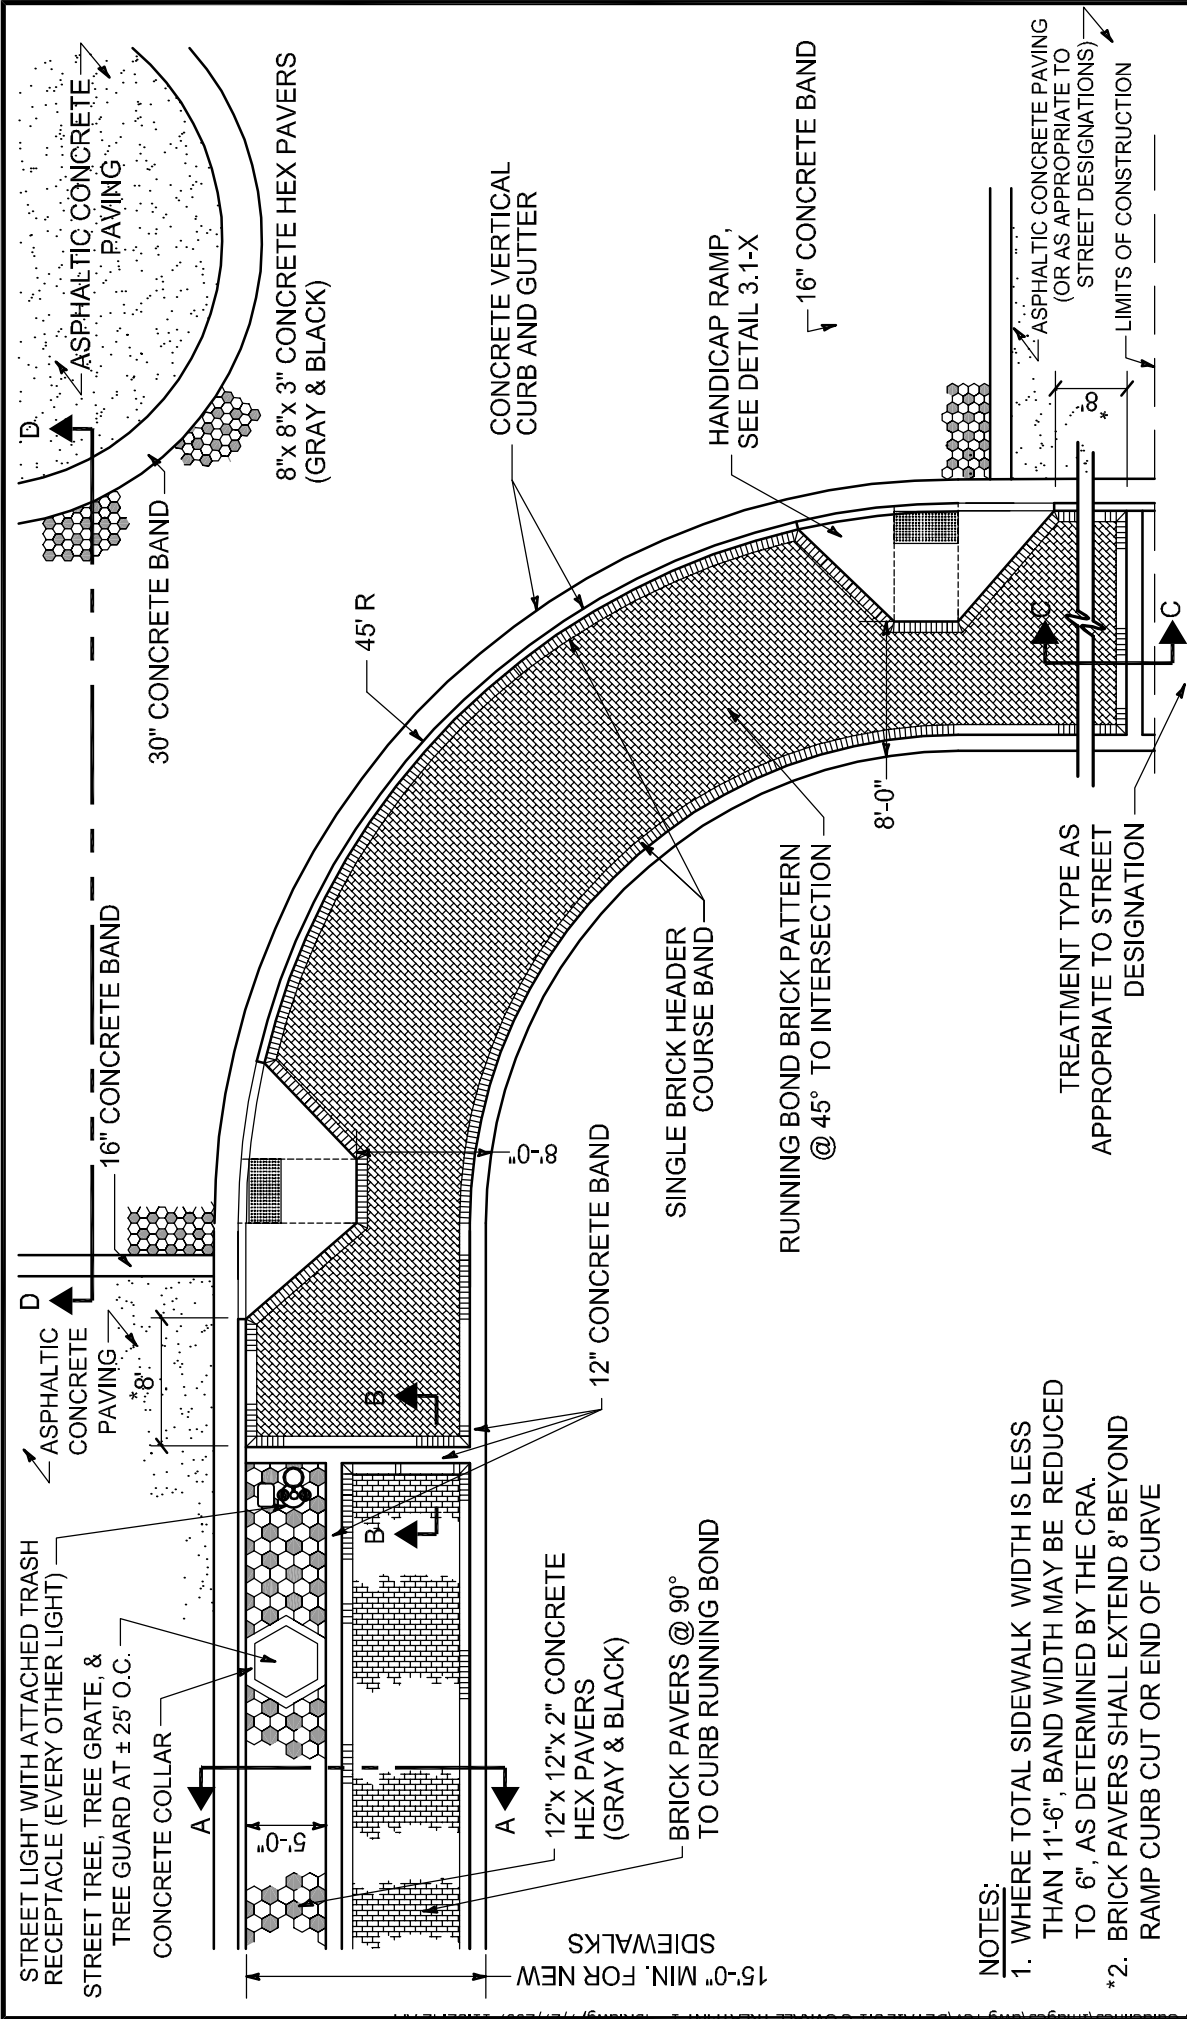 STREET LIGHT WITH ATTACHED TRASH
RECEPTACLE (EVERY OTHER LIGHT)
STREET TREE, TREE GRATE, &
TREE GUARD AT ± 25' O.C.
CONCRETE COLLAR
ASPHALTIC
CONCRETE
PAVING
*8'
D
16" CONCRETE BAND
30" CONCRETE BAND
D
ASPHALTIC CONCRETE
PAVING
8"x 8"x 3" CONCRETE HEX PAVERS
(GRAY & BLACK)
45' R
CONCRETE VERTICAL
CURB AND GUTTER
HANDICAP RAMP,
SEE DETAIL 3.1-X
16" CONCRETE BAND
ASPHALTIC CONCRETE PAVING
(OR AS APPROPRIATE TO
STREET DESIGNATIONS)
LIMITS OF CONSTRUCTION
8'
*
C
C
8'-0"
8'-0"
A
A
5'-0"
B
B
15'-0" MIN. FOR NEW
SDIEWALKS
12"x 12"x 2" CONCRETE
HEX PAVERS
(GRAY & BLACK)
BRICK PAVERS @ 90°
TO CURB RUNNING BOND
12" CONCRETE BAND
SINGLE BRICK HEADER
COURSE BAND
RUNNING BOND BRICK PATTERN
@ 45° TO INTERSECTION
TREATMENT TYPE AS
APPROPRIATE TO STREET
DESIGNATION
NOTES:
1. WHERE TOTAL SIDEWALK WIDTH IS LESS
THAN 11'-6", BAND WIDTH MAY BE REDUCED
TO 6", AS DETERMINED BY THE CRA.
*2. BRICK PAVERS SHALL EXTEND 8' BEYOND
RAMP CURB CUT OR END OF CURVE